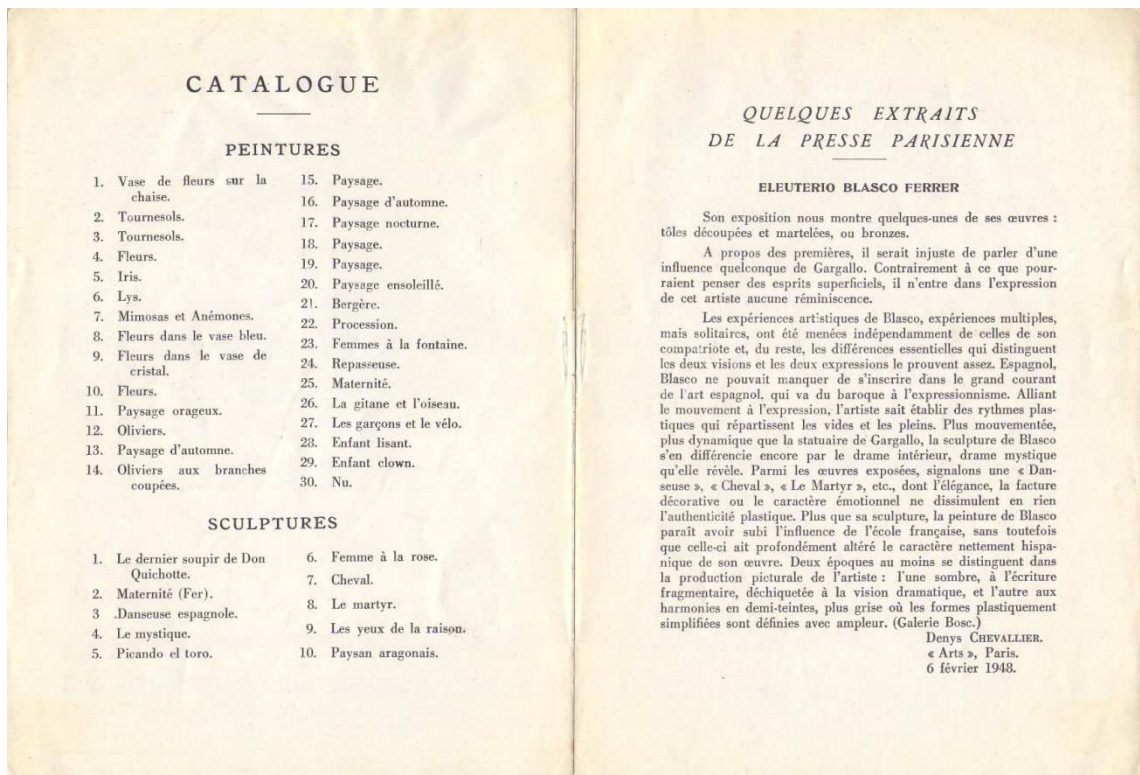 CATALOGUE
PEINTURES
1. Vase de fleurs sur la
chaise.
2. Tournesols.
3. Tournesols.
4. Fleurs.
5. Iris.
6. Lys.
7. Mimosas et Anémones.
8. Fleurs dans le vase bleu.
9. Fleurs dans le vase de
cristal.
10. Fleurs.
11. Paysage orageux.
12. Oliviers.
13. Paysage d'automne.
14. Oliviers aux branches
coupées.
15. Paysage.
16. Paysage d'automne.
17. Paysage nocturne.
18. Paysage.
19. Paysage.
20. Paysage ensoleillé.
21. Bergère.
22. Procession.
23. Femmes à la fontaine.
24. Repasseuse.
25. Maternité.
26. La gitane et l'oiseau.
27. Les garçons et le vélo.
28. Enfant lisant.
29. Enfant clown.
30. Nu.
SCULPTURES
1. Le dernier soupir de Don
Quichotte.
2. Maternité (Fer).
3 .Danseuse espagnole.
4. Le mystique.
5. Picando el toro.
6. Femme à la rose.
7. Cheval.
8. Le martyr.
9. Les yeux de la raison.
10. Paysan aragonais.
QUELQUES EXTRAITS
DE LA PRESSE PARISIENNE
ELEUTERIO BLASCO FERRER
Son exposition nous montre quelques-unes de ses œuvres :
tôles découpées et martelées, ou bronzes.
A propos des premières, il serait injuste de parler d'une
influence quelconque de Gargallo. Contrairement à ce que pour-
raient penser des esprits superficiels, il n'entre dans l'expression
de cet artiste aucune réminiscence.
Les expériences artistiques de Blasco, expériences multiples,
mais solitaires, ont été menées indépendamment de celles de son
compatriote et, du reste, les différences essentielles qui distinguent
les deux visions et les deux expressions le prouvent assez. Espagnol,
Blasco ne pouvait manquer de s'inscrire dans le grand courant
de l'art espagnol. qui va du baroque à l'expressionnisme. Alliant
le mouvement à l'expression, l'artiste sait établir des rythmes plas-
tiques qui répartissent les vides et les pleins. Plus mouvementée,
plus dynamique que la statuaire de Gargallo, la sculpture de Blasco
s'en différencie encore par le drame intérieur, drame mystique
qu'elle révèle. Parmi les œuvres exposées, signalons une « Dan-
seuse », « Cheval », « Le Martyr », etc., dont l'élégance, la facture
décorative ou le caractère émotionnel ne dissimulent en rien
l'authenticité plastique. Plus que sa sculpture, la peinture de Blasco
paraît avoir subi l'influence de l'école française, sans toutefois
que celle-ci ait profondément altéré le caractère nettement hispa-
nique de son œuvre. Deux époques au moins se distinguent dans
la production picturale de l'artiste : l'une sombre, à l'écriture
fragmentaire, déchiquetée à la vision dramatique, et l'autre aux
harmonies en demi-teintes, plus grise où les formes plastiquement
simplifiées sont définies avec ampleur. (Galerie Bosc.)
Denys CHEVALLIER.
« Arts », Paris.
6 février 1948.